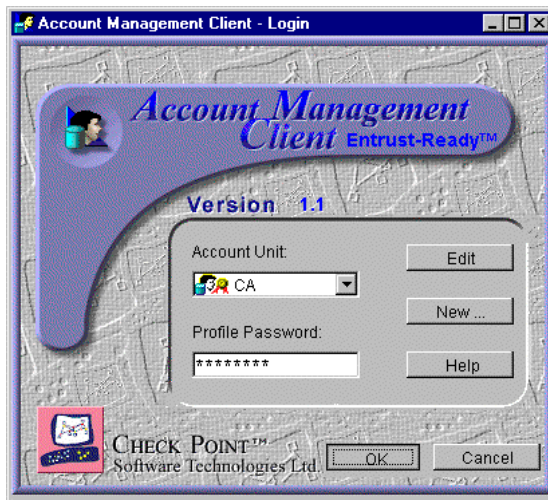 Account Management Client - Login
Account Management
Client Entrust-Ready™
Version 1.1
Account Unit:
Edit
CA
New ...
Profile Password:
********
Help
CHECK POINT™
Software Technologies Ltd.
OK
Cancel